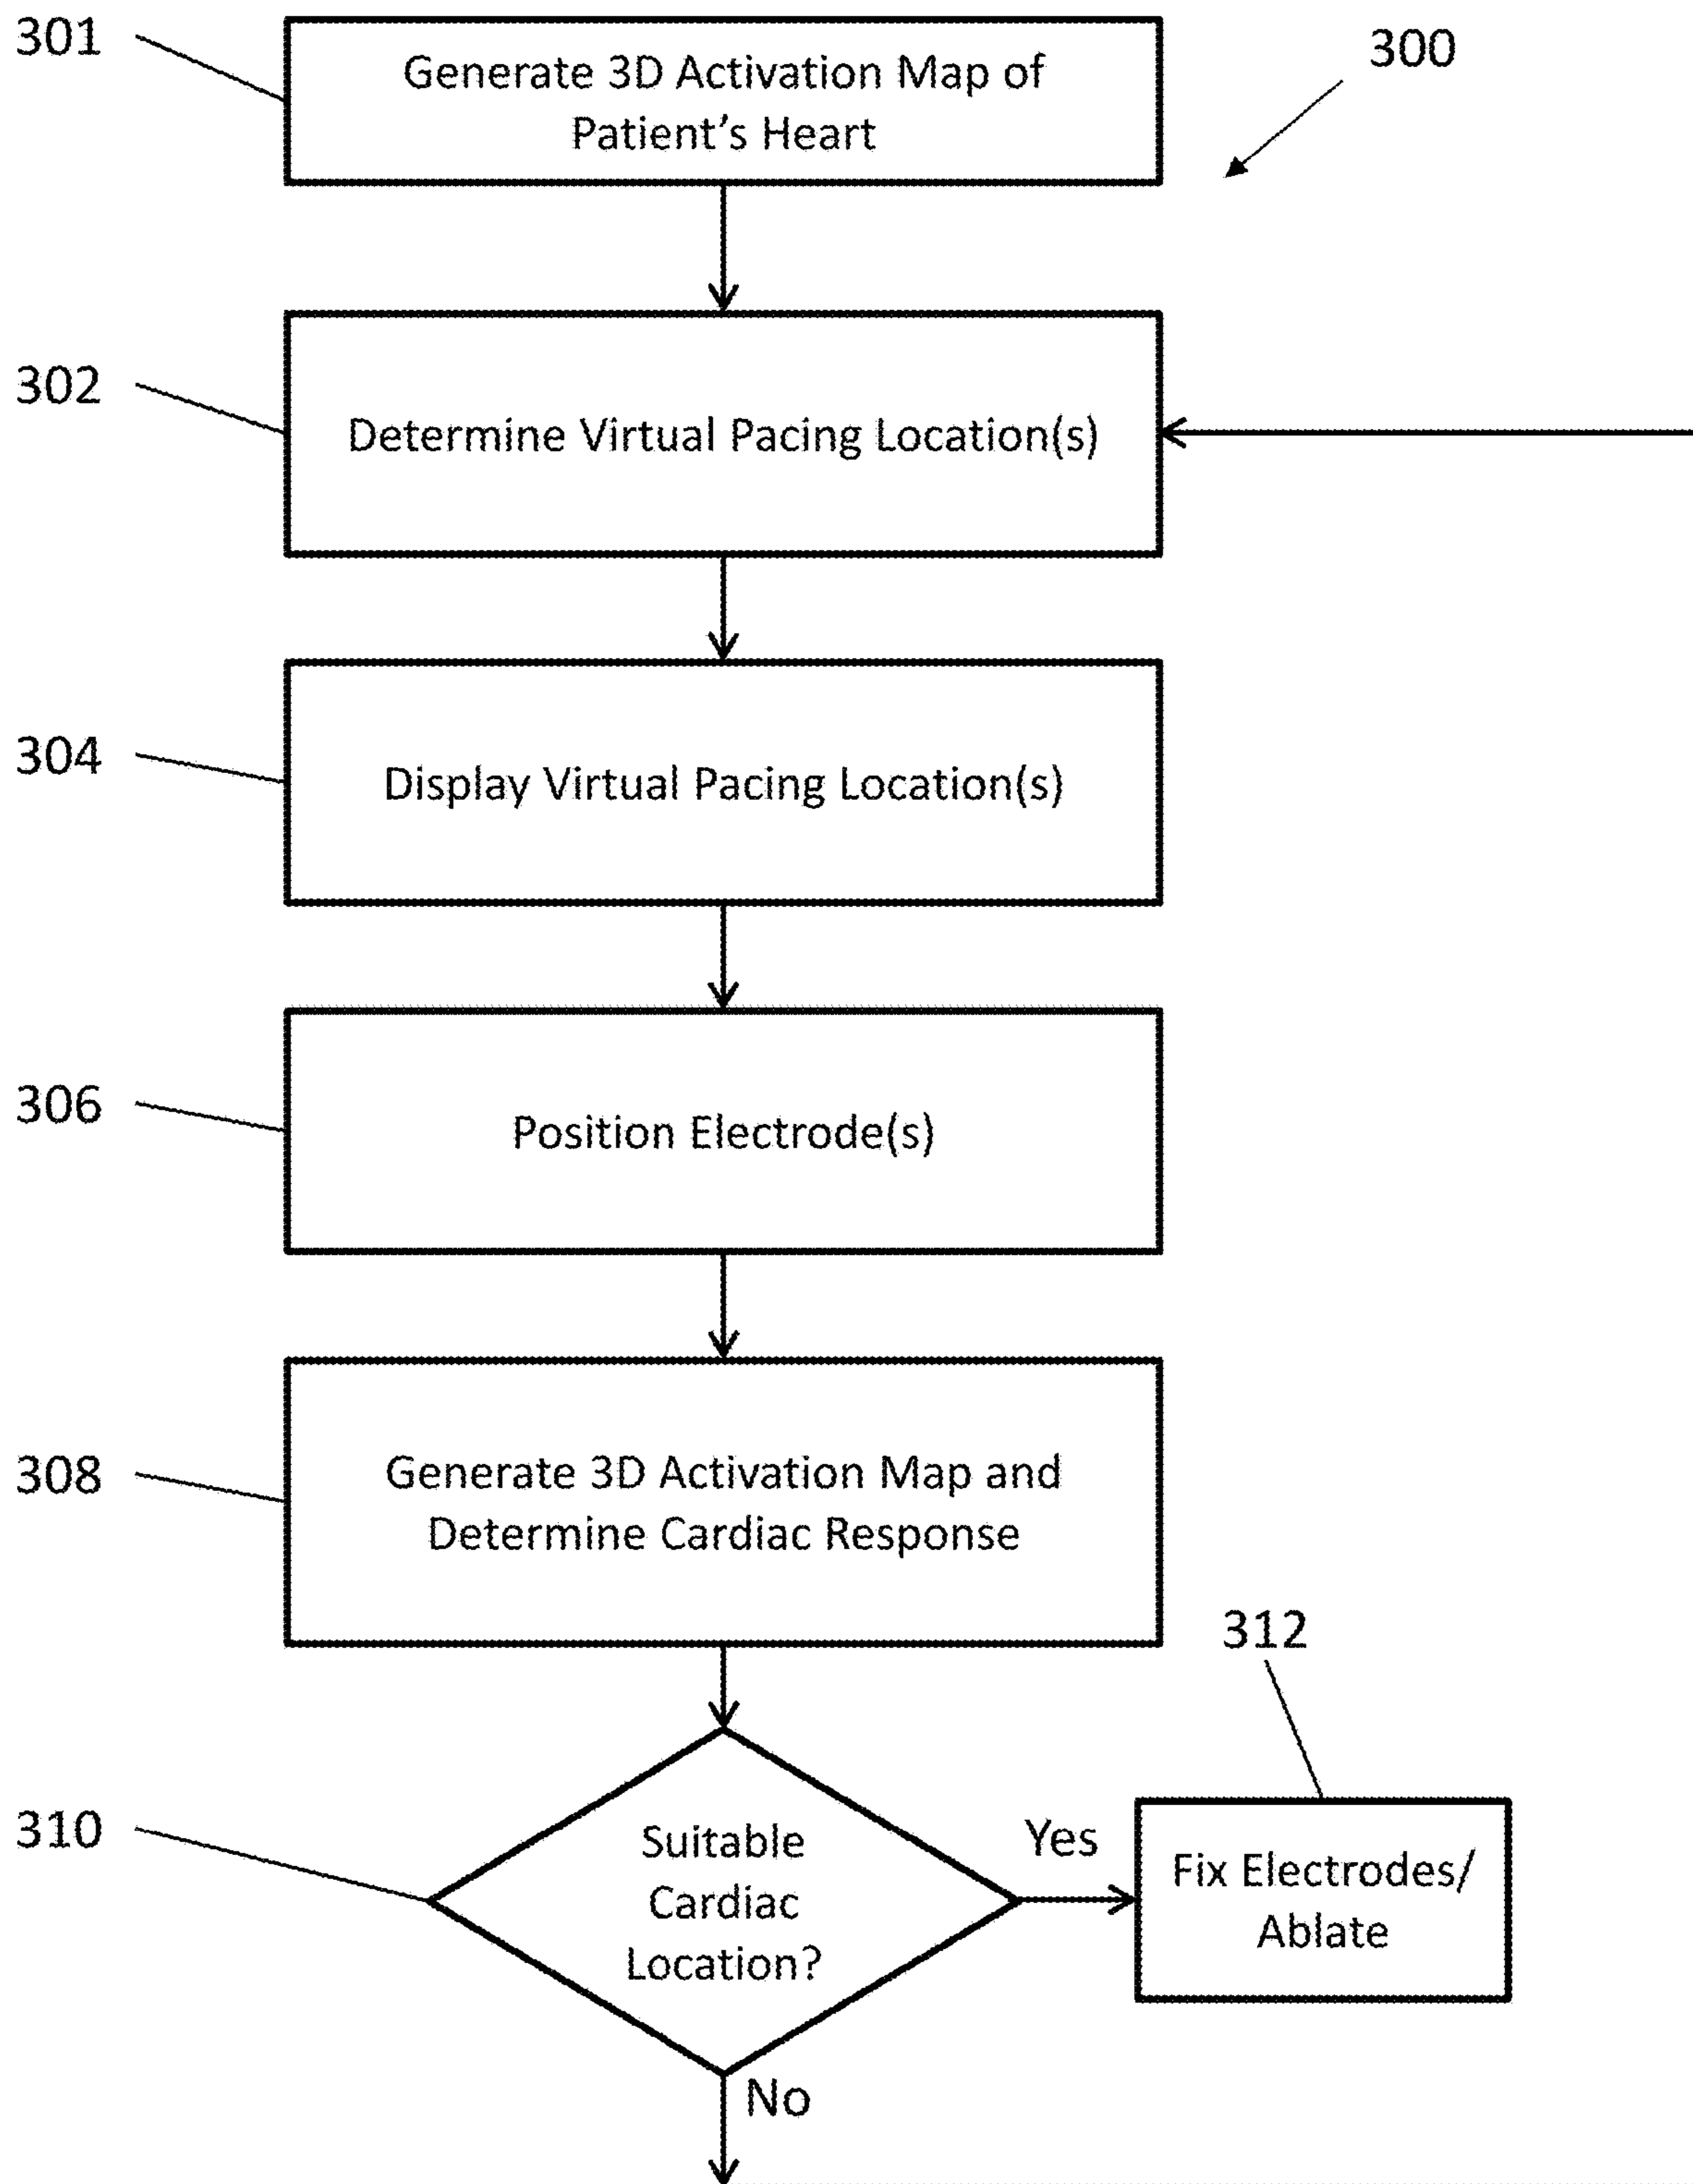 301
Generate 3D Activation Map of
Patient’s Heart
300
302
Determine Virtual Pacing Location(s)
304
Display Virtual Pacing Location(s)
306
Position Electrode(s)
308
Generate 3D Activation Map and
Determine Cardiac Response
312
310
Suitable
Cardiac
Location?
Yes
Fix Electrodes/
Ablate
No